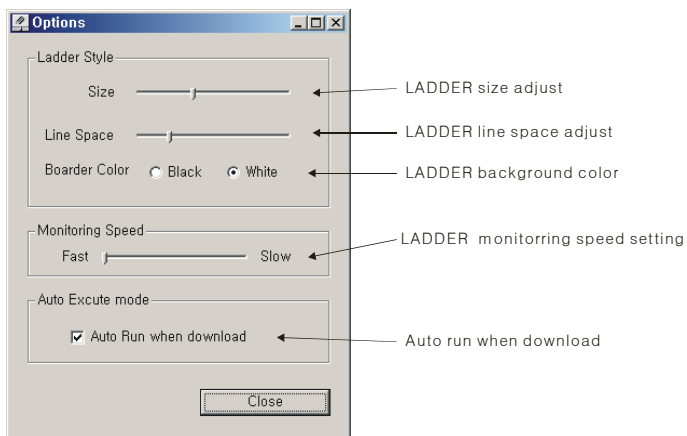 Options
Ladder Style
Size
LADDER size adjust
Line Space
LADDER line space adjust
Boarder Color Black White
LADDER background color
Monitoring Speed
LADDER monitorring speed setting
Fast Slow
Auto Excute mode
Auto Run when download
Auto run when download
Close